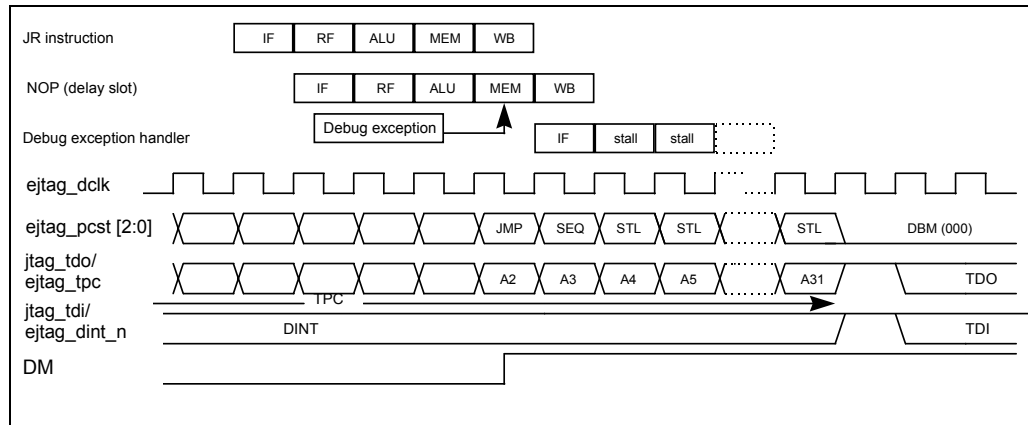 JR instruction IF RF ALU MEM WB
NOP (delay slot) IF RF ALU MEM WB
Debug exception
Debug exception handler IF stall stall
ejtag_dclk
ejtag_pcst [2:0] JMP SEQ STL STL STL DBM (000)
jtag_tdo/
ejtag_tpc A2 A3 A4 A5 A31 TDO
TPC
jtag_tdi/
ejtag_dint_n DINT TDI
DM